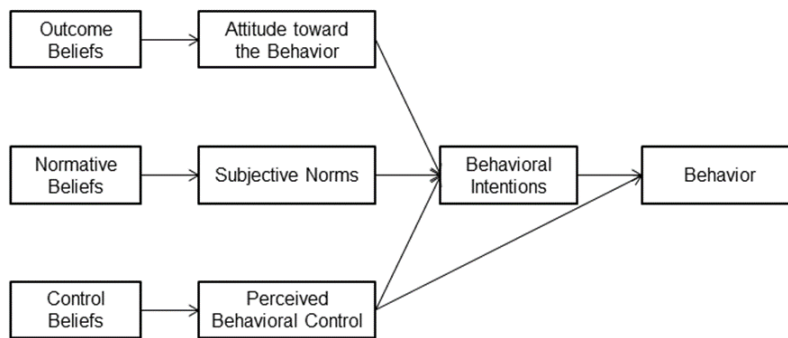 Outcome
Beliefs
Attitude toward
the Behavior
Normative
Beliefs
Subjective Norms
Behavioral
Intentions
Behavior
Control
Beliefs
Perceived
Behavioral Control